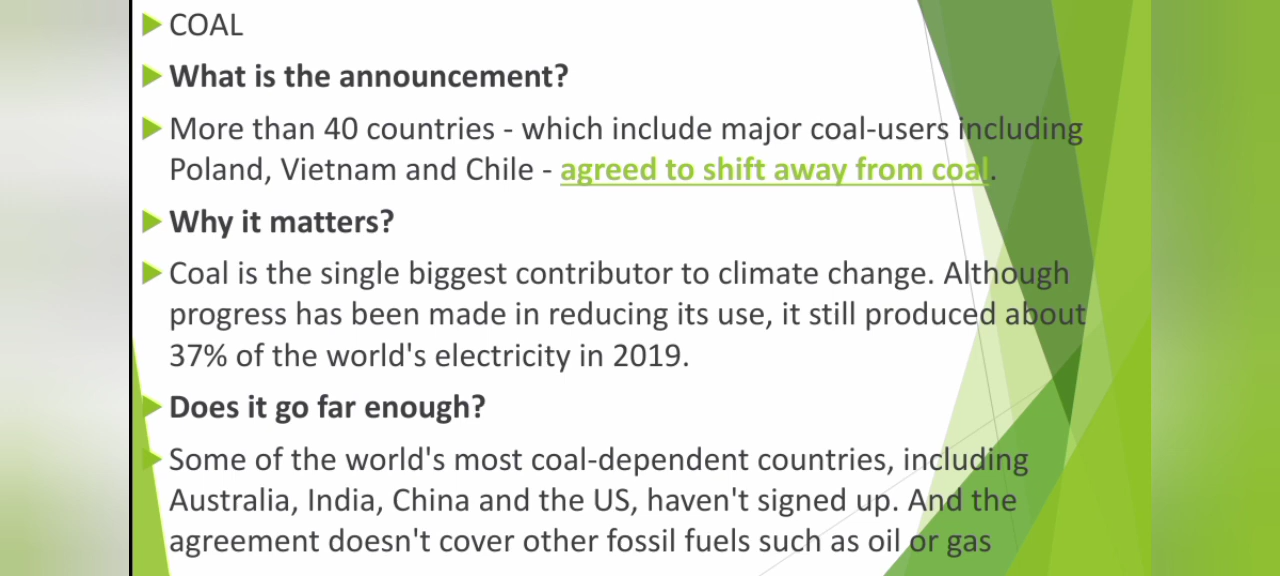 COAL
What is the announcement?
More than 40 countries - which include major coal-users including
Poland, Vietnam and Chile - agreed to shift away from coal.
Why it matters?
Coal is the single biggest contributor to climate change. Although
progress has been made in reducing its use, it still produced about
37% of the world's electricity in 2019.
Does it go far enough?
Some of the world's most coal-dependent countries, including
Australia, India, China and the US, haven't signed up. And the
agreement doesn't cover other fossil fuels such as oil or gas